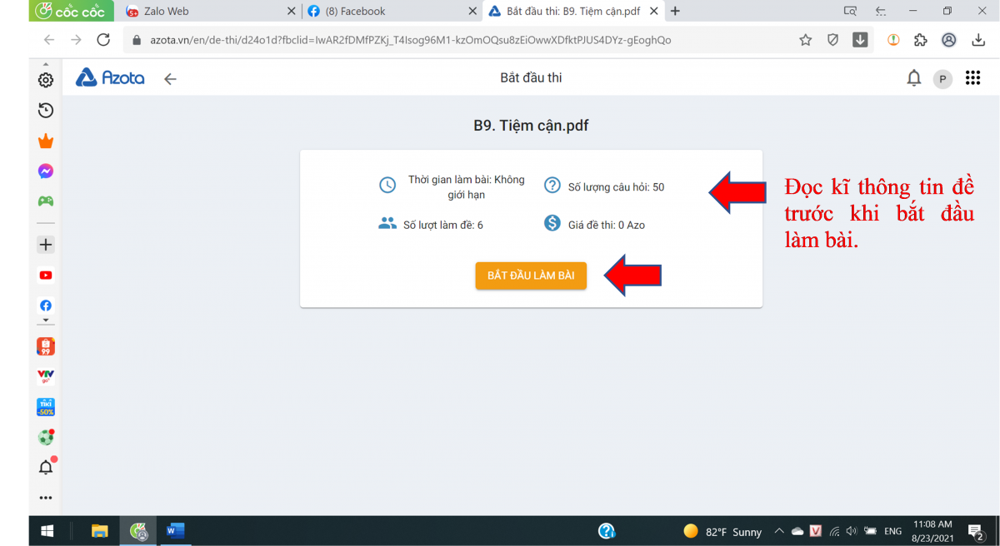 cốc cốc
5+ Zalo Web
(8) Facebook
Bắt đầu thi: B9. Tiệm cận.pdf
azota.vn/en/de-thi/d24o1d?fbclid=IwAR2fDMfPZKj_T4Isog96M1-kzOmOQsu8zEiOwwXDfktPJUS4DYz-gEoghQo
Azota
Bắt đầu thi
P
B9. Tiệm cận.pdf
Thời gian làm bài: Không
giới hạn
Số lượng câu hỏi: 50
Số lượt làm đề: 6
Giá đề thi: 0 Azo
BẮT ĐẦU LÀM BÀI
Đọc kĩ thông tin đề
trước khi bắt đầu
làm bài.
99
VTV
go
TIKI
-50%
82°F Sunny
V
ENG
11:08 AM
8/23/2021
2